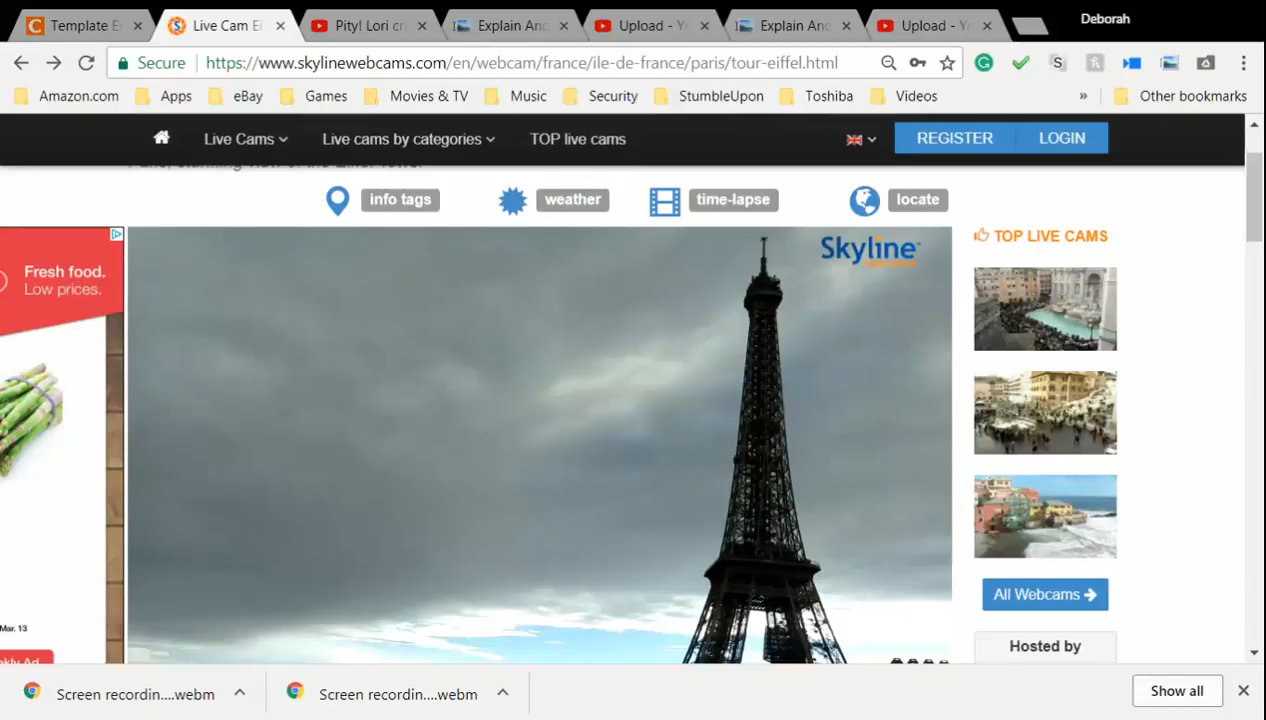 Deborah
Template E
Live Cam Ei
Pity! Lori cr
Explain And
Upload - Y
Explain And
Upload - Y
Secure
https://www.skylinewebcams.com/en/webcam/france/ile-de-france/paris/tour-eiffel.html
Amazon.com
Apps
eBay
Games
Movies & TV
Music
Security
StumbleUpon
Toshiba
Videos
»
Other bookmarks
Live Cams
Live cams by categories
TOP live cams
REGISTER
LOGIN
info tags
weather
time-lapse
locate
Fresh food.
Low prices.
Skyline
TOP LIVE CAMS
All Webcams
Hosted by
Mar. 13
Screen recordin....webm
Screen recordin....webm
Show all